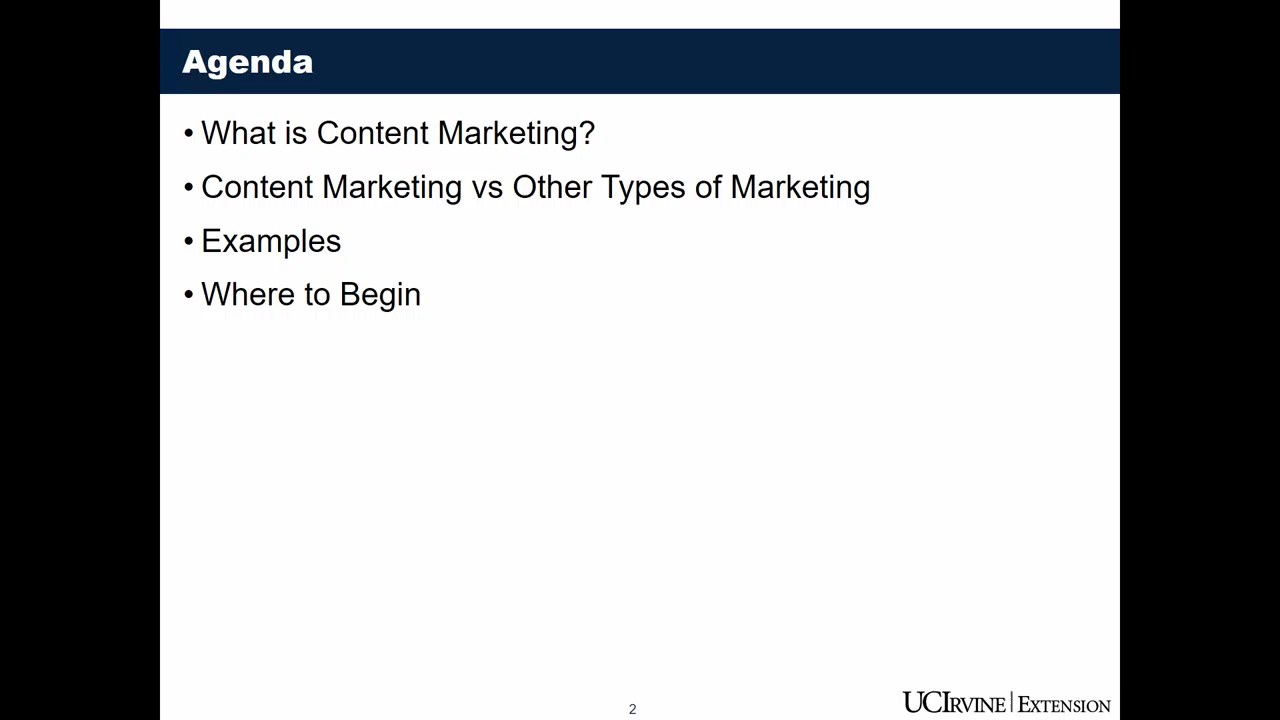 Agenda
• What is Content Marketing?
• Content Marketing vs Other Types of Marketing
• Examples
• Where to Begin
2
UCIRVINE | EXTENSION